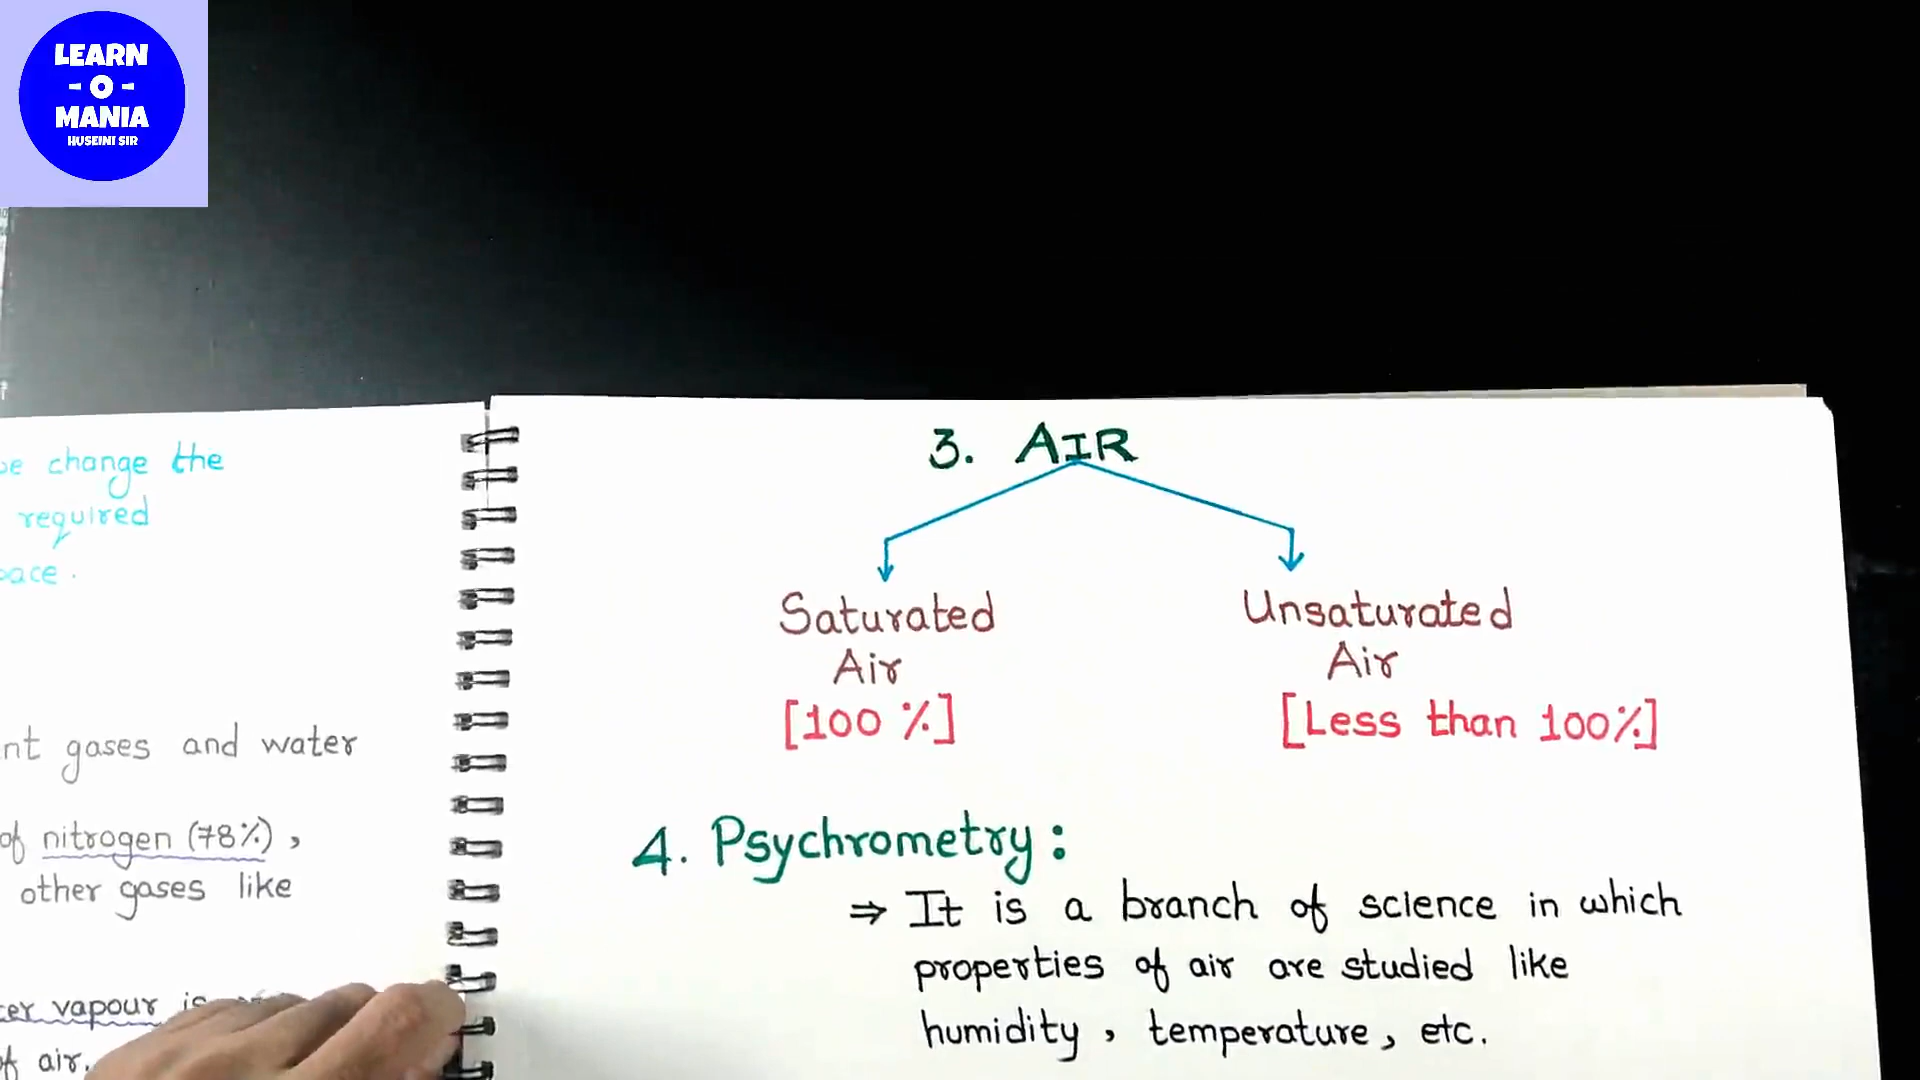 LEARN
- O -
MANIA
HUSEINI SIR
change the
required
nt gases and water
of nitrogen (78%),
other gases like
vapour
of air.
3. AIR
Saturated Air [100 %]
Unsaturated Air [Less than 100%]
4. Psychrometry:
⇒ It is a branch of science in which
properties of air are studied like
humidity, temperature, etc.